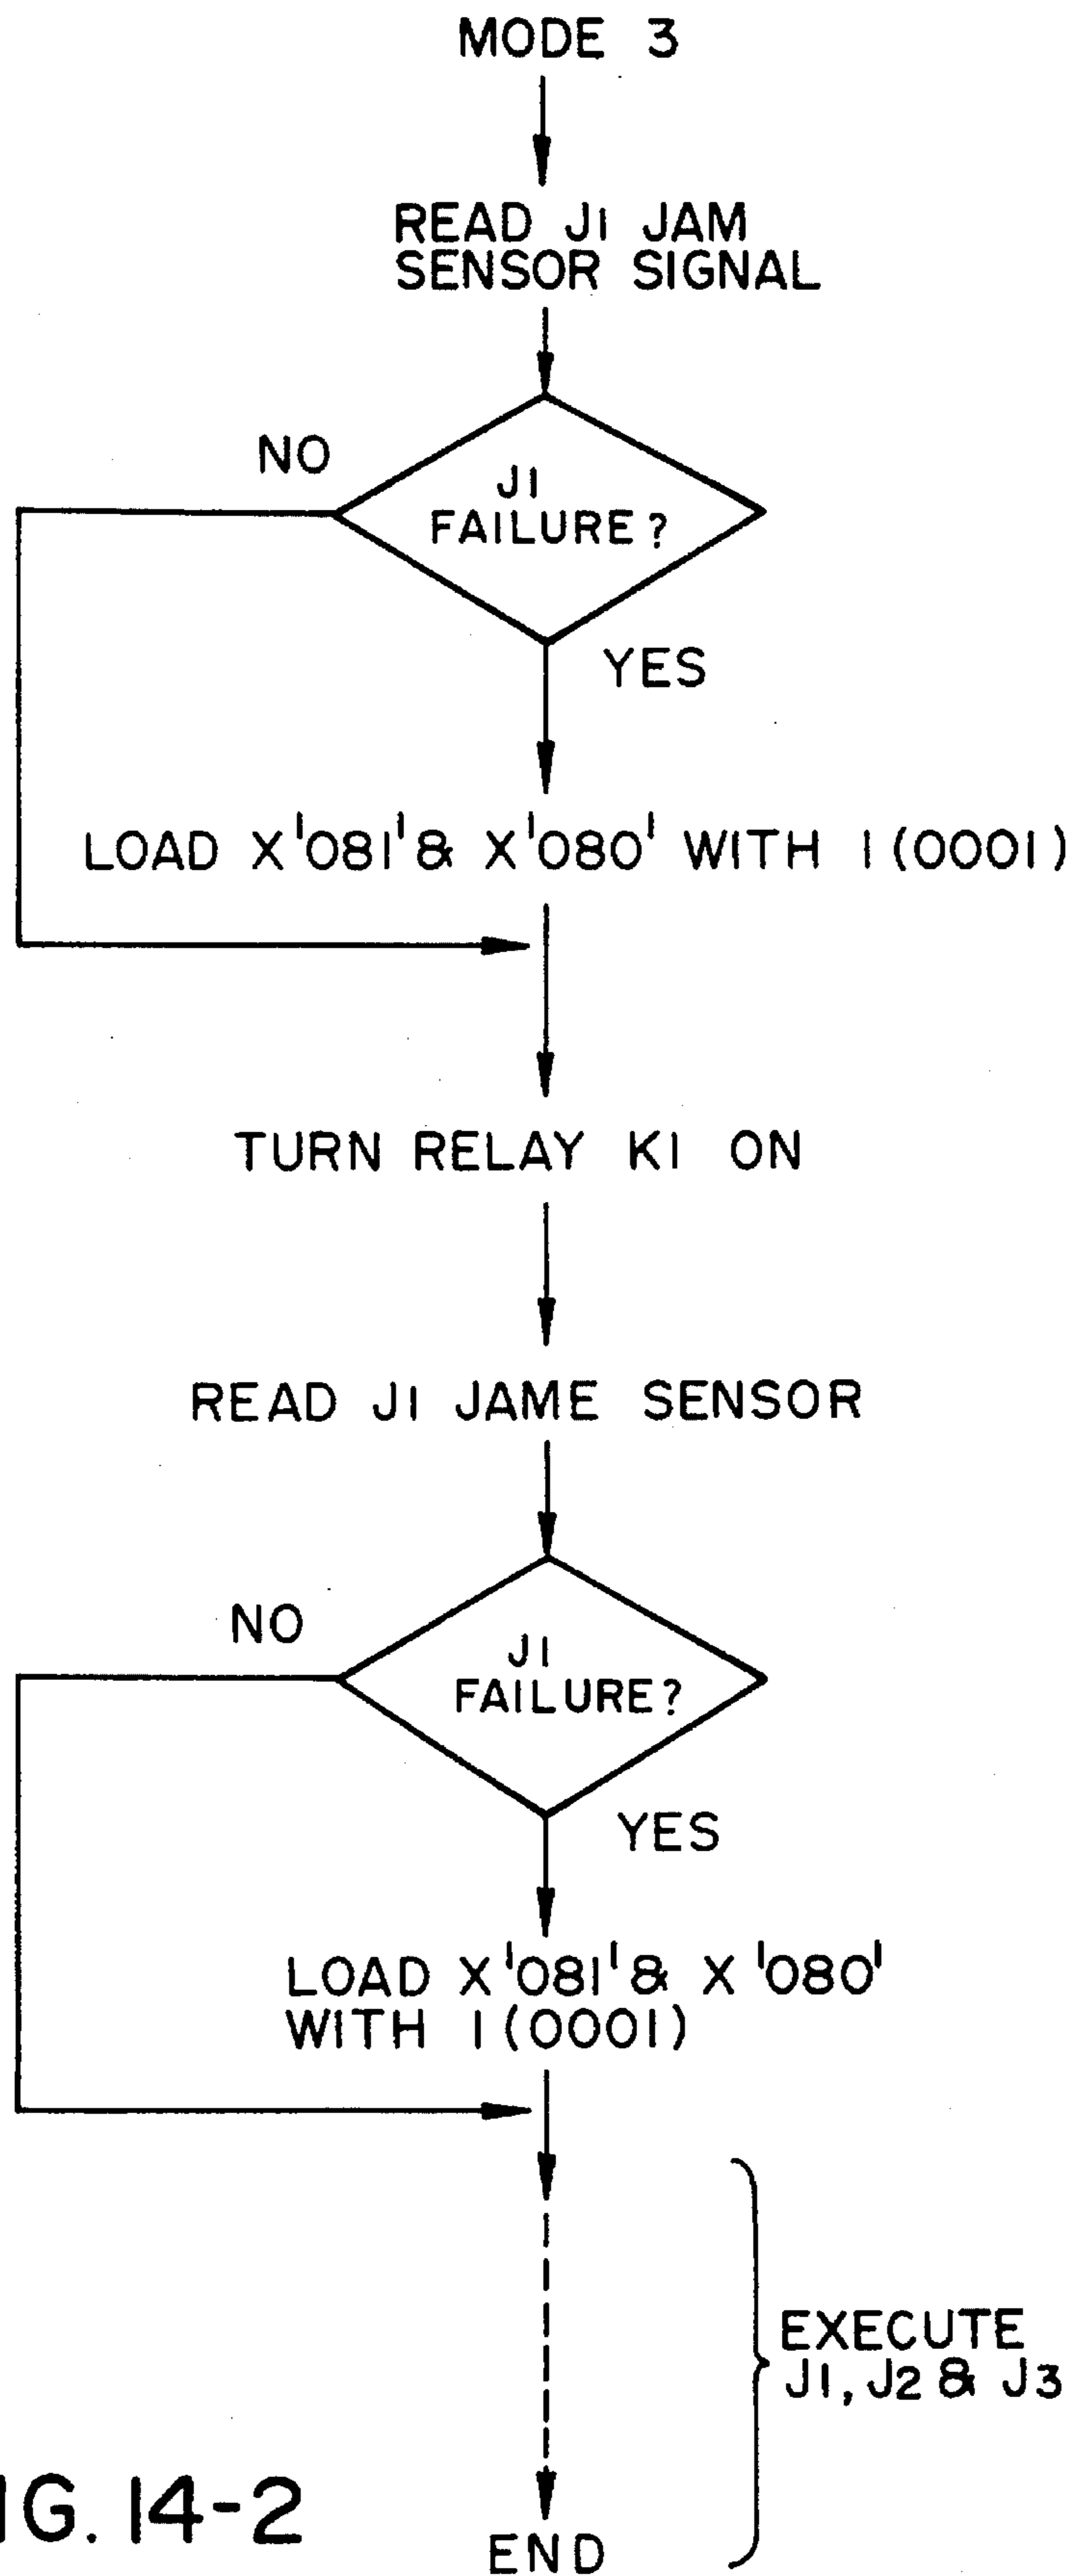 MODE 3
READ J1 JAM
SENSOR SIGNAL
NO
J1
FAILURE?
YES
LOAD X'081' & X'080' WITH 1(0001)
TURN RELAY K1 ON
READ J1 JAME SENSOR
NO
J1
FAILURE?
YES
LOAD X'081' & X'080'
WITH 1(0001)
EXECUTE
J1, J2 & J3
IG. 14-2
END